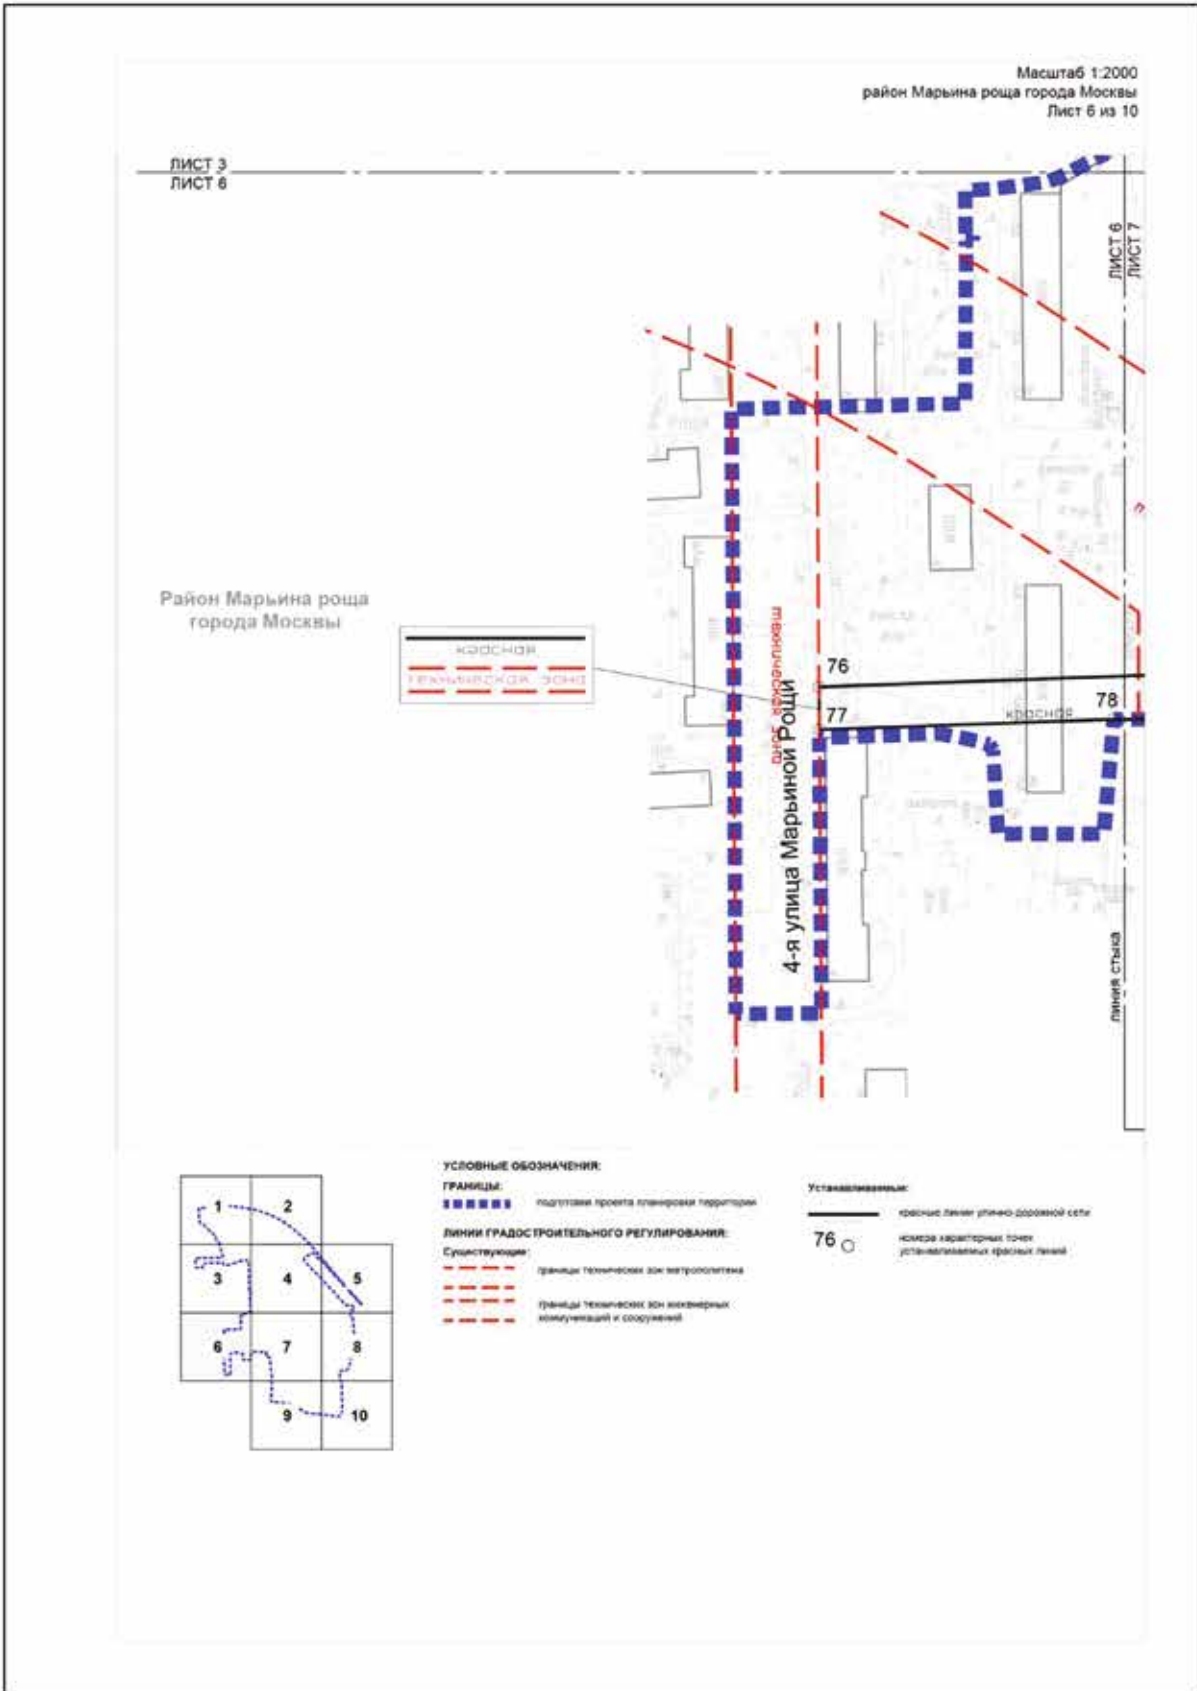 Масштаб 1:2000
район Марьина роща города Москвы
Лист 6 из 10
ЛИСТ 3
ЛИСТ 6
ЛИСТ 6
ЛИСТ 7
Район Марьина роща
города Москвы
красная
техническая зона
техническая зона
4-я улица Марьиной Рощи
76
77
78
красная
линия стыка
1
2
3
4
5
6
7
8
9
10
УСЛОВНЫЕ ОБОЗНАЧЕНИЯ:
ГРАНИЦЫ:
подготовки проекта планировки территории
ЛИНИИ ГРАДОСТРОИТЕЛЬНОГО РЕГУЛИРОВАНИЯ:
Существующие:
границы технических зон метрополитена
границы технических зон инженерных
коммуникаций и сооружений
Устанавливаемые:
красные линии улично-дорожной сети
76
номера характерных точек
устанавливаемых красных линий